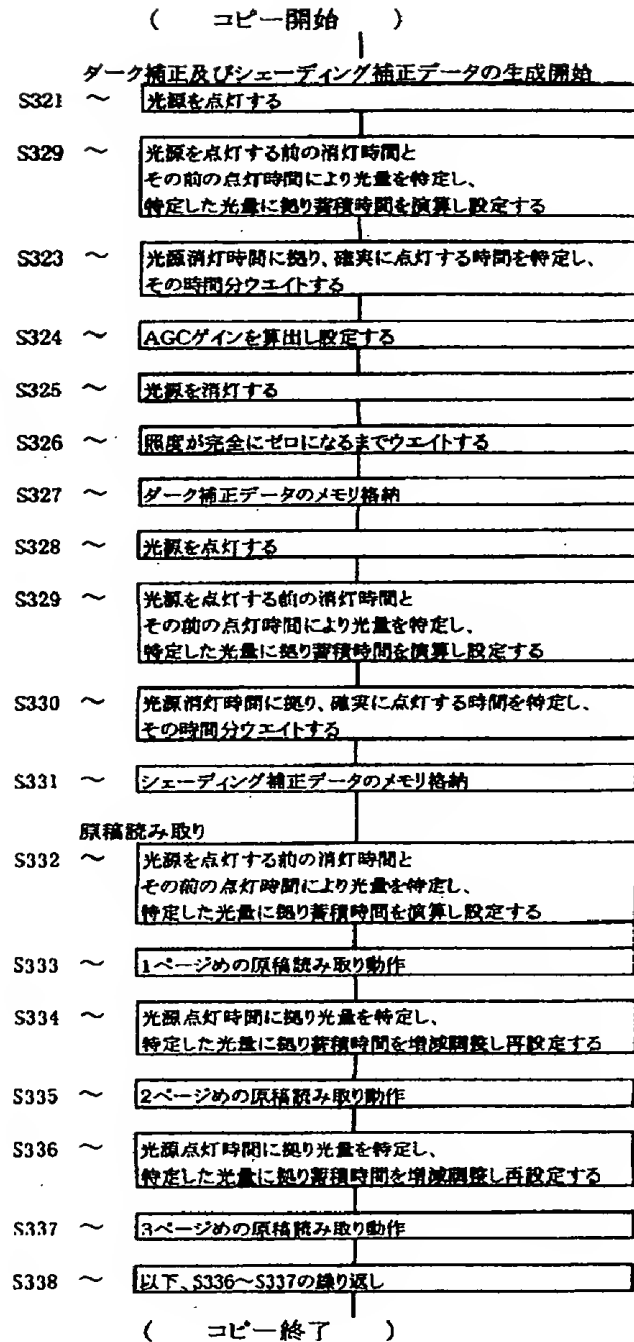 ( コピー開始 )
ダーク補正及びシェーディング補正データの生成開始
S321 ~ 光源を点灯する
S329 ~ 光源を点灯する前の消灯時間と
その前の点灯時間により光量を特定し、
特定した光量に拠り蓄積時間を演算し設定する
S323 ~ 光源消灯時間に拠り、確実に点灯する時間を特定し、
その時間分ウエイトする
S324 ~ AGCゲインを算出し設定する
S325 ~ 光源を消灯する
S326 ~ 照度が完全にゼロになるまでウエイトする
S327 ~ ダーク補正データのメモリ格納
S328 ~ 光源を点灯する
S329 ~ 光源を点灯する前の消灯時間と
その前の点灯時間により光量を特定し、
特定した光量に拠り蓄積時間を演算し設定する
S330 ~ 光源消灯時間に拠り、確実に点灯する時間を特定し、
その時間分ウエイトする
S331 ~ シェーディング補正データのメモリ格納
原稿読み取り
S332 ~ 光源を点灯する前の消灯時間と
その前の点灯時間により光量を特定し、
特定した光量に拠り蓄積時間を演算し設定する
S333 ~ 1ページめの原稿読み取り動作
S334 ~ 光源点灯時間に拠り光量を特定し、
特定した光量に拠り蓄積時間を増減調整し再設定する
S335 ~ 2ページめの原稿読み取り動作
S336 ~ 光源点灯時間に拠り光量を特定し、
特定した光量に拠り蓄積時間を増減調整し再設定する
S337 ~ 3ページめの原稿読み取り動作
S338 ~ 以下、S336~S337の繰り返し
( コピー終了 )